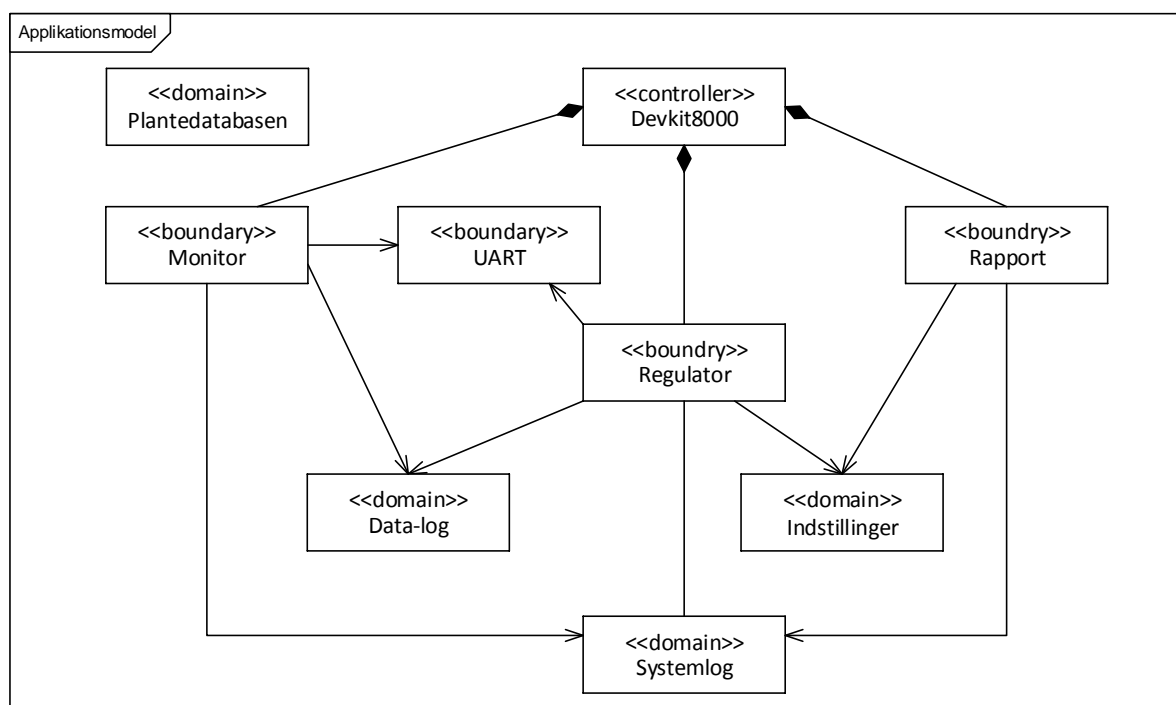 Applikationsmodel
<<domain>>
Plantedatabasen
<<controller>>
Devkit8000
<<boundary>>
Monitor
<<boundary>>
UART
<<boundry>>
Rapport
<<boundry>>
Regulator
<<domain>>
Data-log
<<domain>>
Indstillinger
<<domain>>
Systemlog